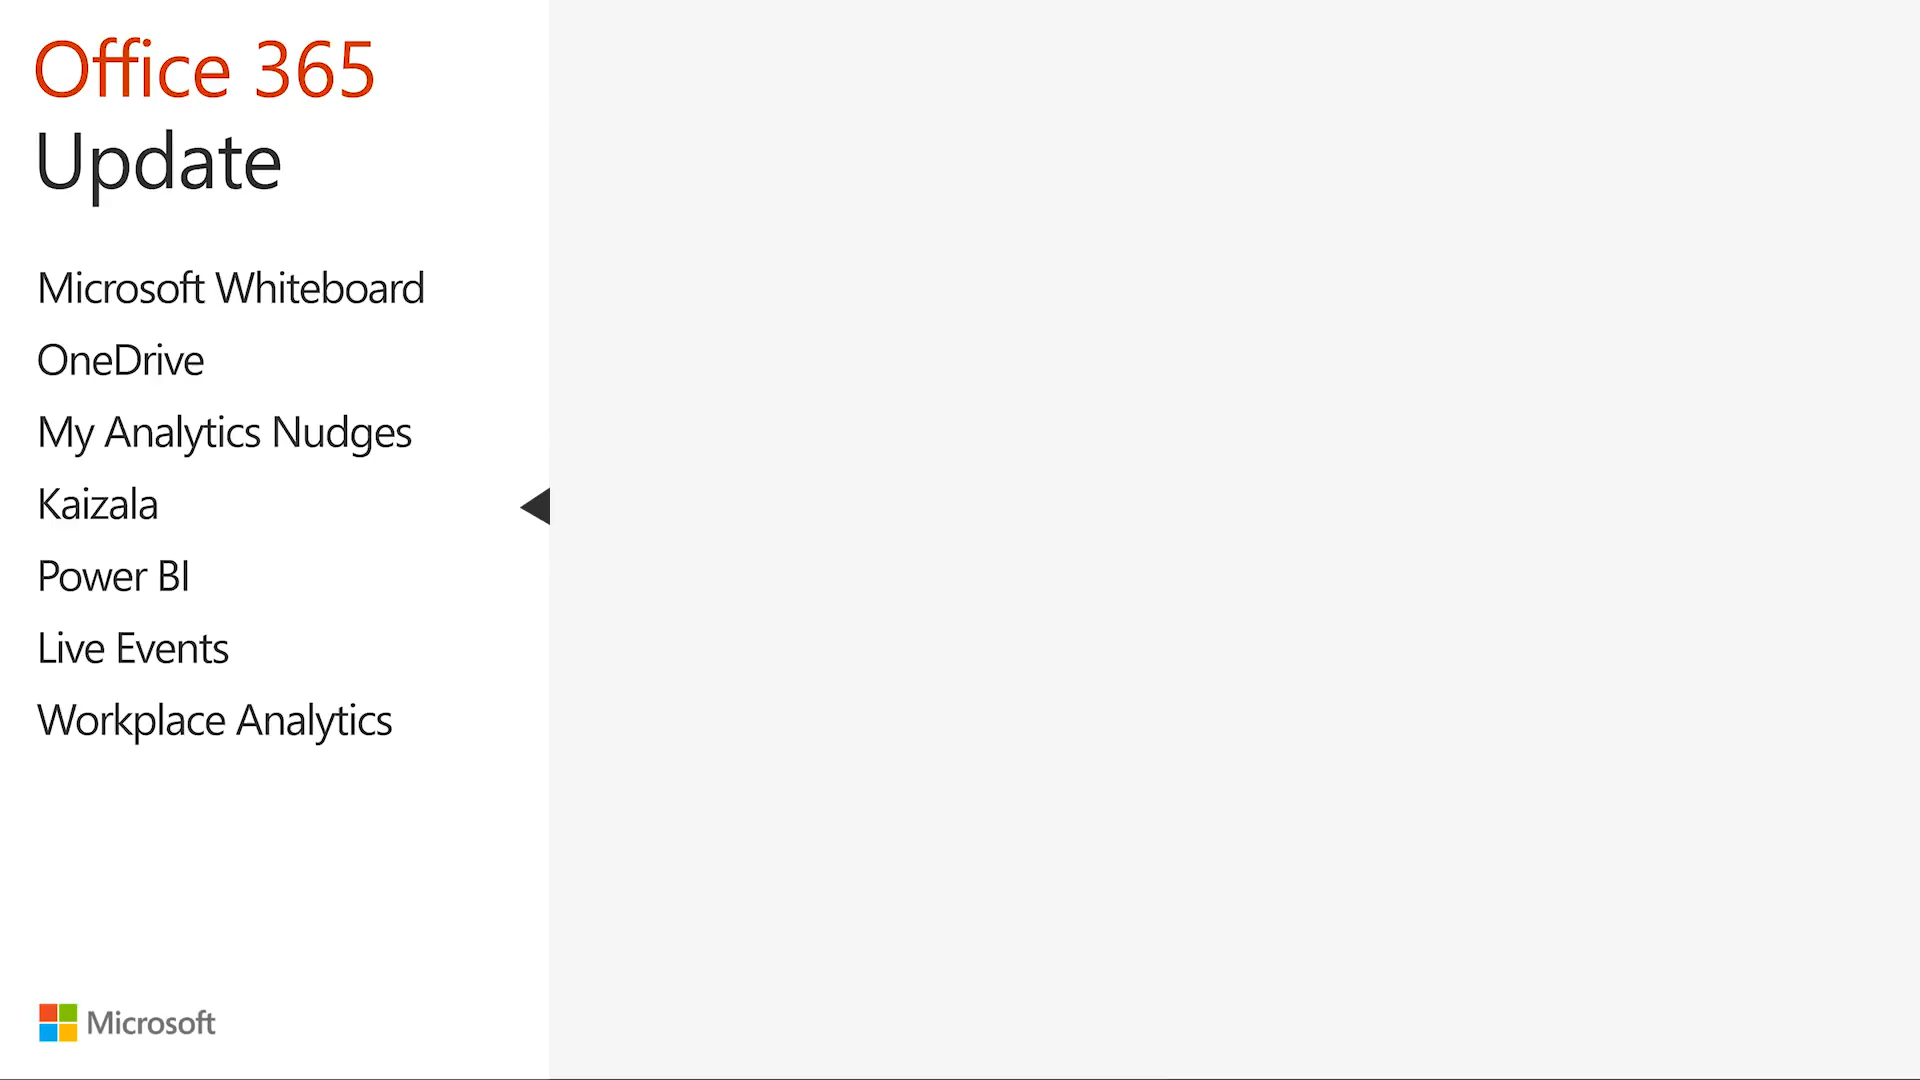 Office 365
Update
Microsoft Whiteboard
OneDrive
My Analytics Nudges
Kaizala
Power BI
Live Events
Workplace Analytics
Microsoft